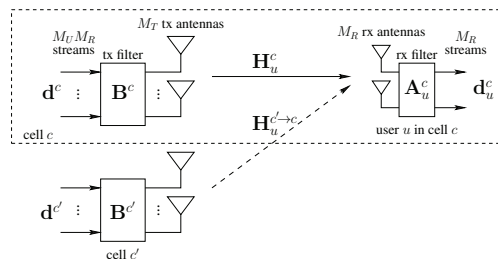 M_U M_R streams
tx filter
M_T tx antennas
d^c
⋮
B^c
⋮
cell c
H_u^c
M_R rx antennas
rx filter
M_R streams
A_u^c
⋮
d_u^c
user u in cell c
H_u^{c'→c}
d^{c'}
⋮
B^{c'}
⋮
cell c'